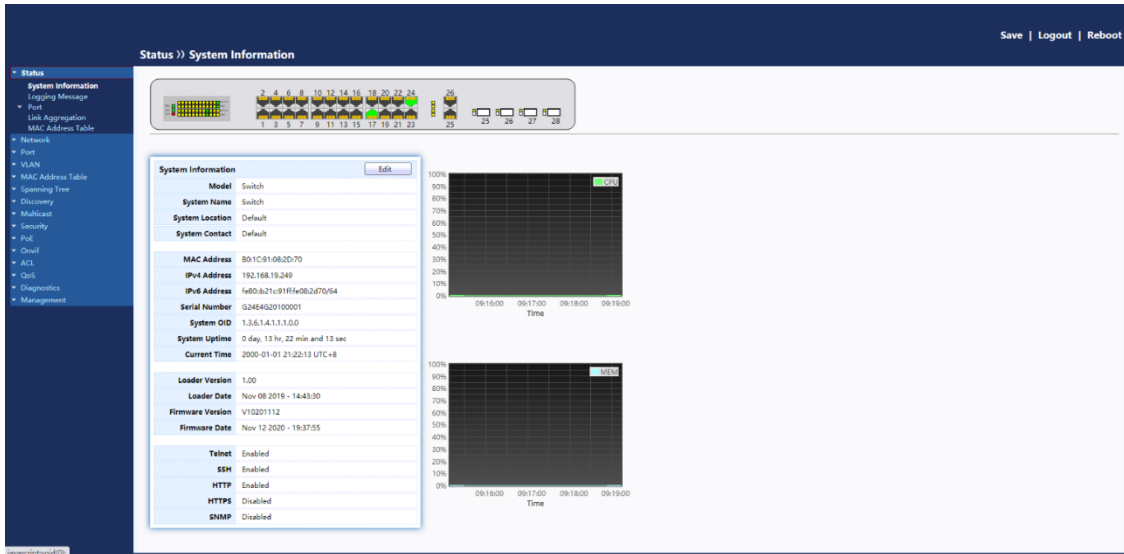 Save | Logout | Reboot
Status 》 System Information
Status
System Information
Logging Message
Port
Link Aggregation
MAC Address Table
Network
Port
VLAN
MAC Address Table
Spanning Tree
Discovery
Multicast
Security
PoE
Onvif
ACL
QoS
Diagnostics
Management
2 4 6 8 10 12 14 16 18 20 22 24 26
1 3 5 7 9 11 13 15 17 19 21 23 25 25 26 27 28
System Information Edit
Model Switch
System Name Switch
System Location Default
System Contact Default
MAC Address B0:1C:91:08:2D:70
IPv4 Address 192.168.19.249
IPv6 Address fe80::b21c:91ff:fe08:2d70/64
Serial Number G24E4G20100001
System OID 1.3.6.1.4.1.1.1.0.0
System Uptime 0 day, 13 hr, 22 min and 13 sec
Current Time 2000-01-01 21:22:13 UTC+8
Loader Version 1.00
Loader Date Nov 08 2019 - 14:43:30
Firmware Version V10201112
Firmware Date Nov 12 2020 - 19:37:55
Telnet Enabled
SSH Enabled
HTTP Enabled
HTTPS Disabled
SNMP Disabled
CPU
100%
90%
80%
70%
60%
50%
40%
30%
20%
10%
0%
09:16:00 09:17:00 09:18:00 09:19:00
Time
MEM
100%
90%
80%
70%
60%
50%
40%
30%
20%
10%
0%
09:16:00 09:17:00 09:18:00 09:19:00
Time